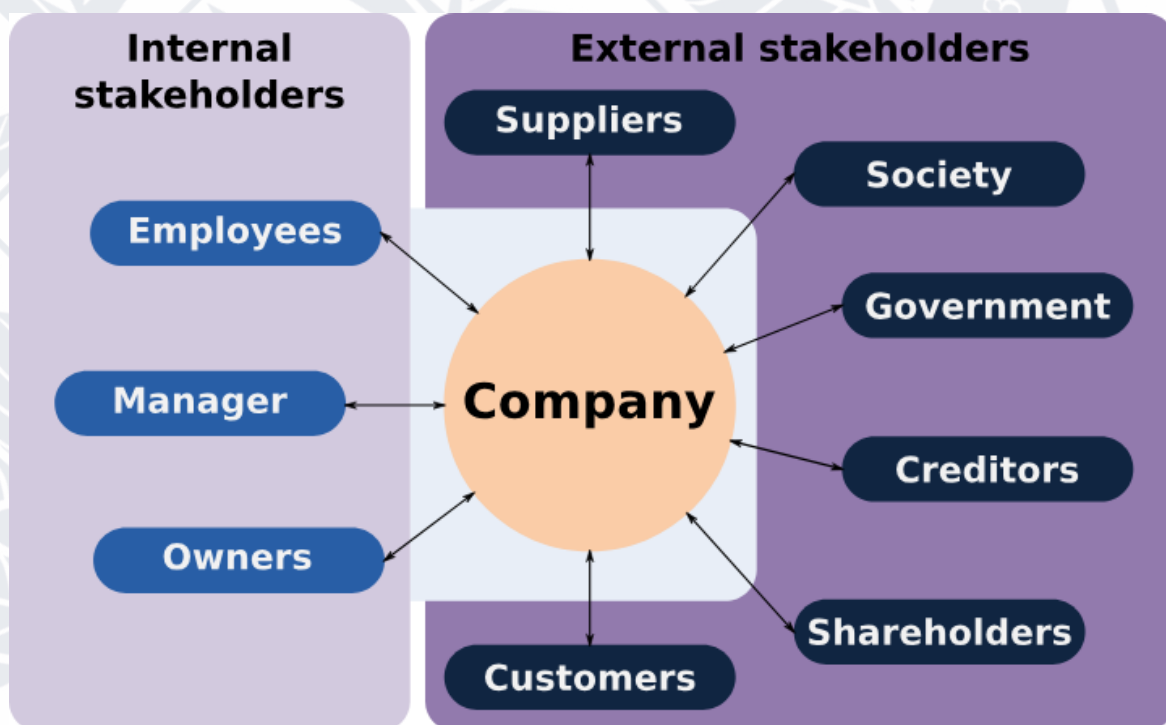 Internal
stakeholders
External stakeholders
Suppliers
Society
Employees
Government
Manager
Company
Creditors
Owners
Shareholders
Customers